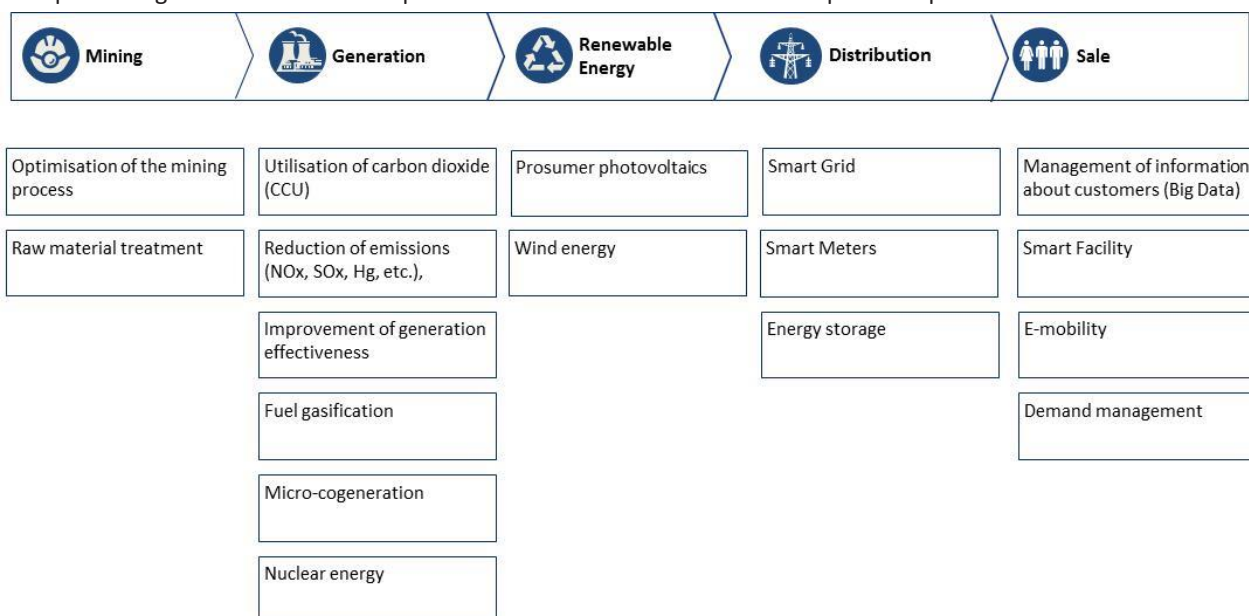 Mining
Generation
Renewable
Energy
Distribution
Sale
Optimisation of the mining
process
Raw material treatment
Utilisation of carbon dioxide
(CCU)
Reduction of emissions
(NOx, SOx, Hg, etc.),
Improvement of generation
effectiveness
Fuel gasification
Micro-cogeneration
Nuclear energy
Prosumer photovoltaics
Wind energy
Smart Grid
Smart Meters
Energy storage
Management of information
about customers (Big Data)
Smart Facility
E-mobility
Demand management